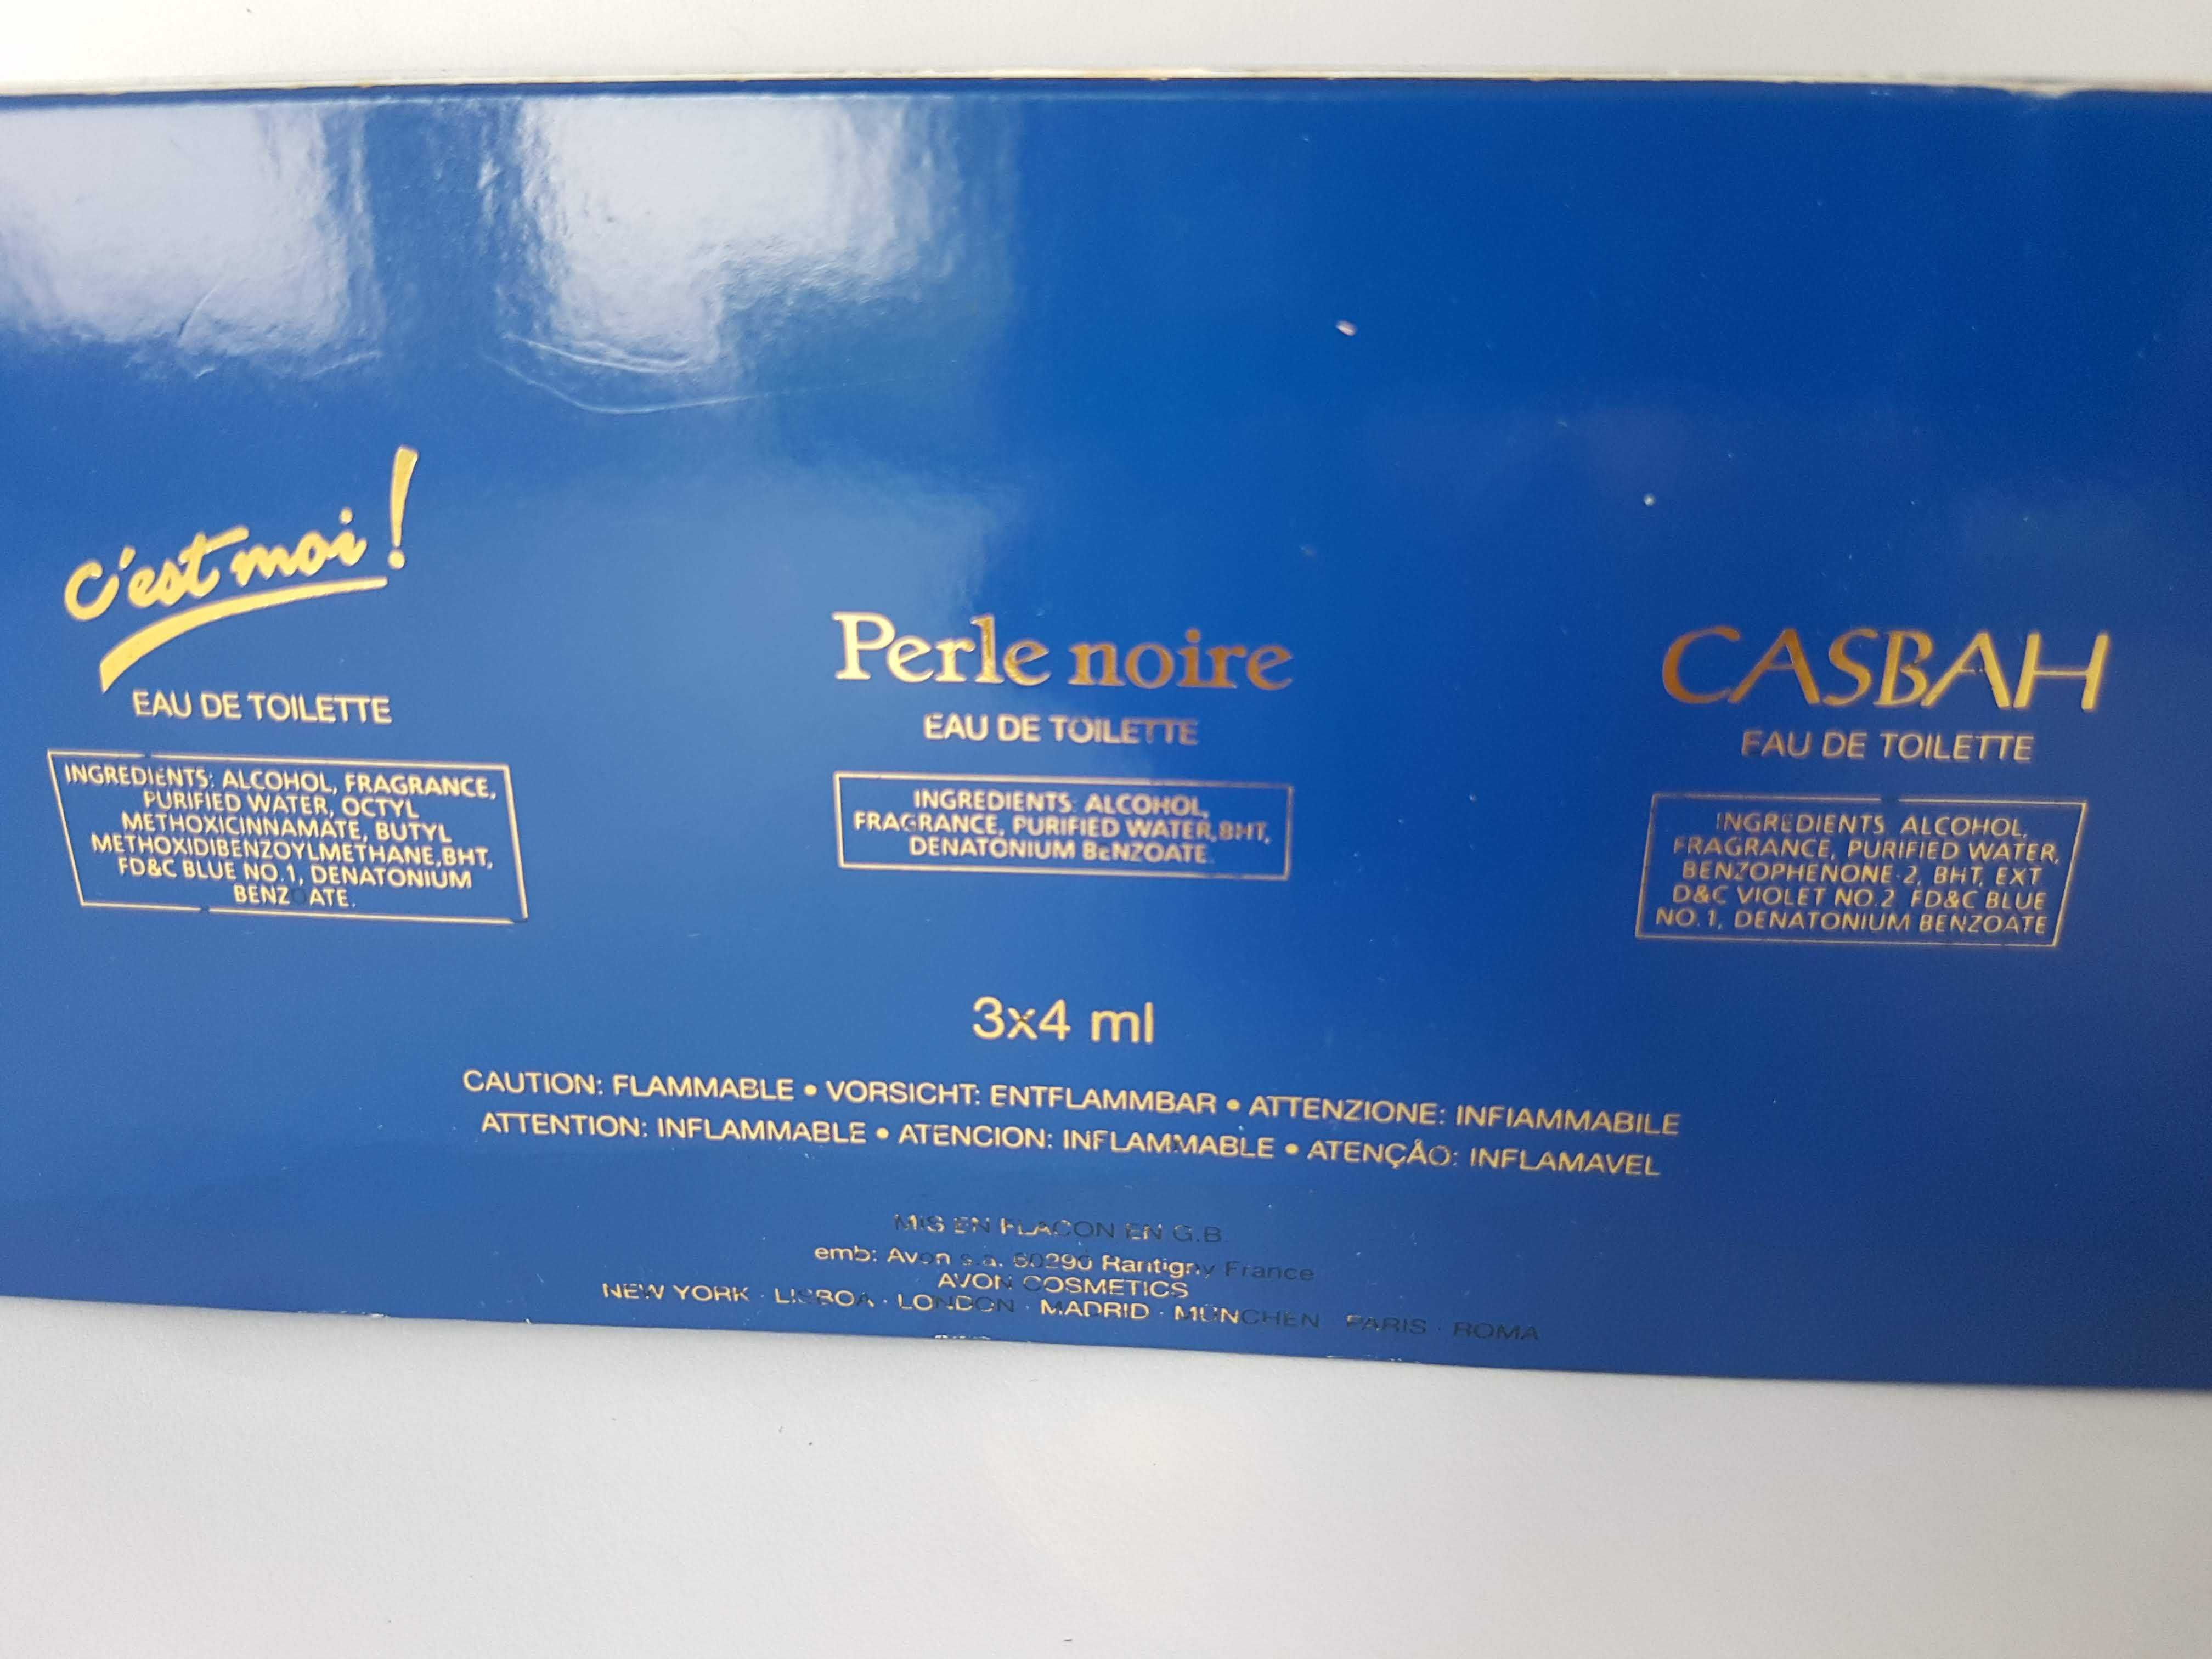 c'est moi!
EAU DE TOILETTE
INGREDIENTS: ALCOHOL, FRAGRANCE,
PURIFIED WATER, OCTYL
METHOXICINNAMATE, BUTYL
METHOXIDIBENZOYLMETHANE,BHT,
FD&C BLUE NO.1, DENATONIUM
BENZOATE.
Perle noire
EAU DE TOILETTE
INGREDIENTS: ALCOHOL,
FRAGRANCE, PURIFIED WATER,BHT,
DENATONIUM BENZOATE.
CASBAH
EAU DE TOILETTE
INGREDIENTS ALCOHOL,
FRAGRANCE, PURIFIED WATER,
BENZOPHENONE-2, BHT, EXT
D&C VIOLET NO.2 FD&C BLUE
NO.1, DENATONIUM BENZOATE
3x4 ml
CAUTION: FLAMMABLE • VORSICHT: ENTFLAMMBAR • ATTENZIONE: INFIAMMABILE
ATTENTION: INFLAMMABLE • ATENCION: INFLAMMABLE • ATENÇÃO: INFLAMAVEL
MIS EN FLACON EN G.B.
emb: Avon s.a. 60290 Rantigny France
AVON COSMETICS
NEW YORK · LISBOA · LONDON · MADRID · MÜNCHEN · PARIS · ROMA